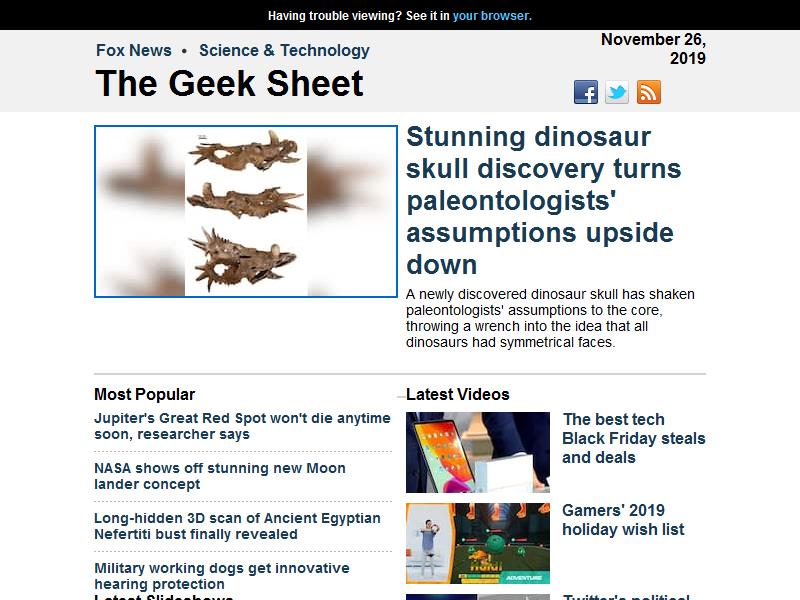 Having trouble viewing? See it in your browser.
Fox News • Science & Technology
The Geek Sheet
November 26,
2019
Stunning dinosaur
skull discovery turns
paleontologists'
assumptions upside
down
A newly discovered dinosaur skull has shaken
paleontologists' assumptions to the core,
throwing a wrench into the idea that all
dinosaurs had symmetrical faces.
Most Popular
Jupiter's Great Red Spot won't die anytime
soon, researcher says
NASA shows off stunning new Moon
lander concept
Long-hidden 3D scan of Ancient Egyptian
Nefertiti bust finally revealed
Military working dogs get innovative
hearing protection
Latest Slideshows
Latest Videos
The best tech
Black Friday steals
and deals
Gamers' 2019
holiday wish list
ADVENTURE
Twitter's political